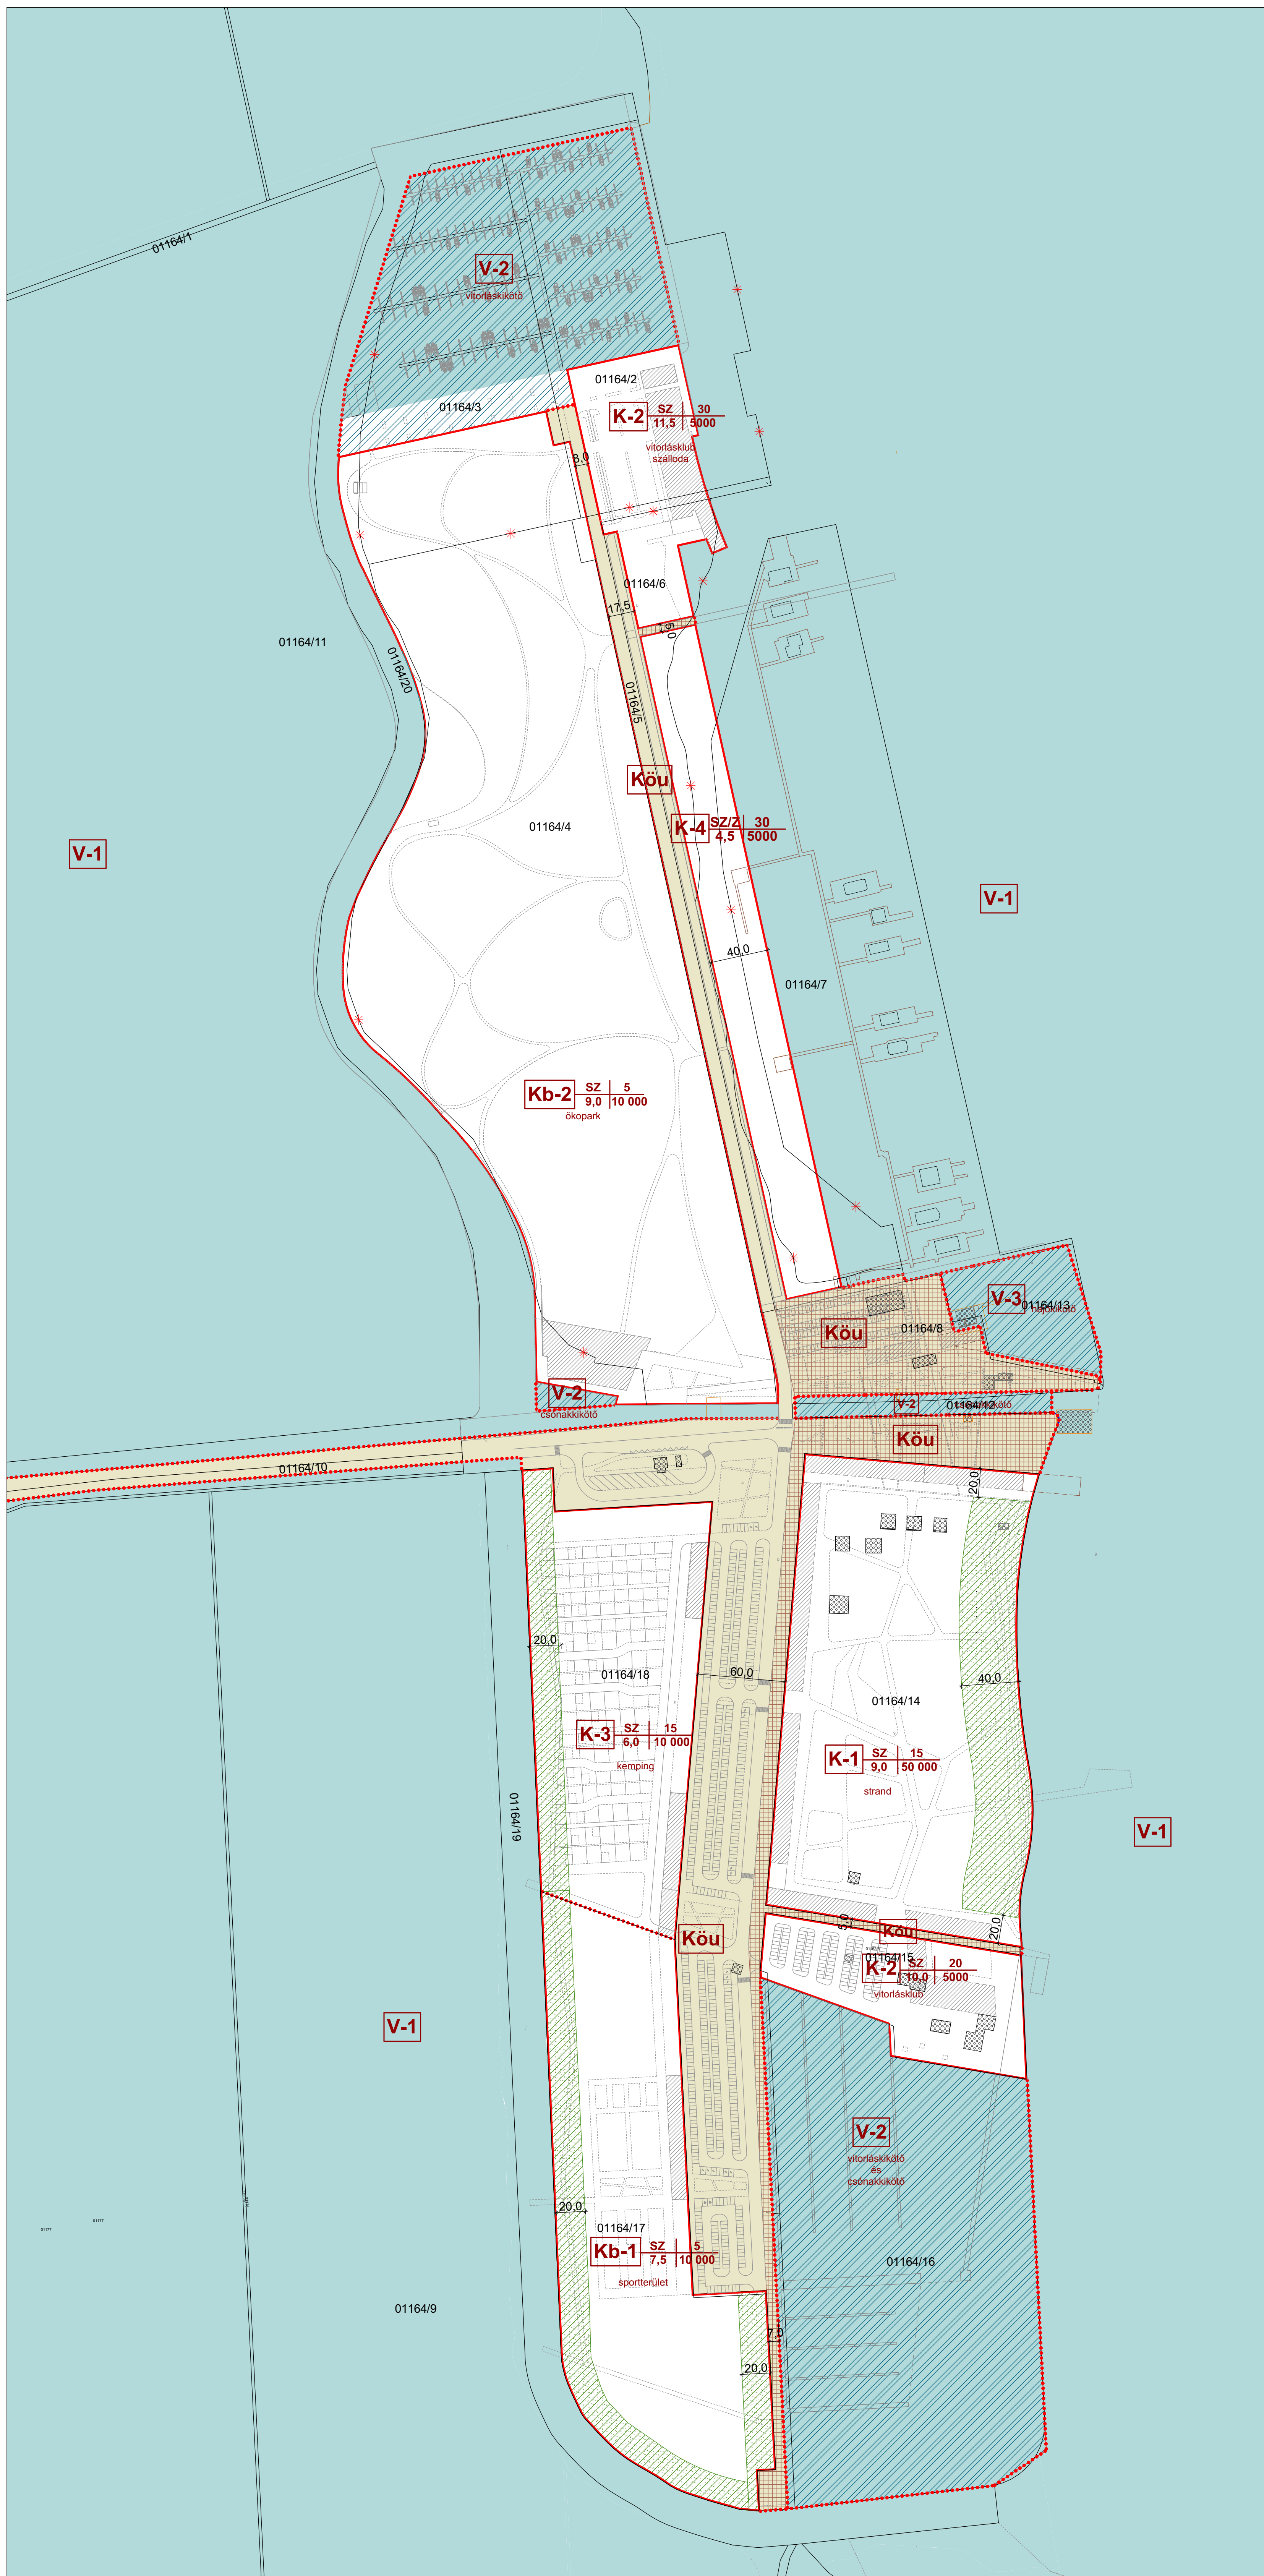 01164/1
V-2
vitorláskikötő
01164/2
01164/3
K-2 SZ 30
11,5 5000
vitorlásklub
szálloda
8,0
01164/6
17,5
5,0
01164/11
01164/20
01164/5
Köu
K-4 SZ/Z 30
4,5 5000
01164/4
V-1
V-1
40,0
01164/7
Kb-2 SZ 5
9,0 10 000
ökopark
V-3
01164/13
hajókikötő
Köu
01164/8
V-2
csónakkikötő
V-2
01164/12
Köu
01164/10
20,0
20,0
01164/18
60,0
40,0
01164/14
K-3 SZ 15
6,0 10 000
kemping
K-1 SZ 15
9,0 50 000
strand
01164/19
V-1
5,0
Köu
20,0
Köu
01164/15
K-2 SZ 20
10,0 5000
vitorlásklub
V-1
V-2
vitorláskikötő
és
csónakkikötő
01177
01177
20,0
01164/17
Kb-1 SZ 5
7,5 10 000
sportterület
01164/16
01164/9
7,0
20,0